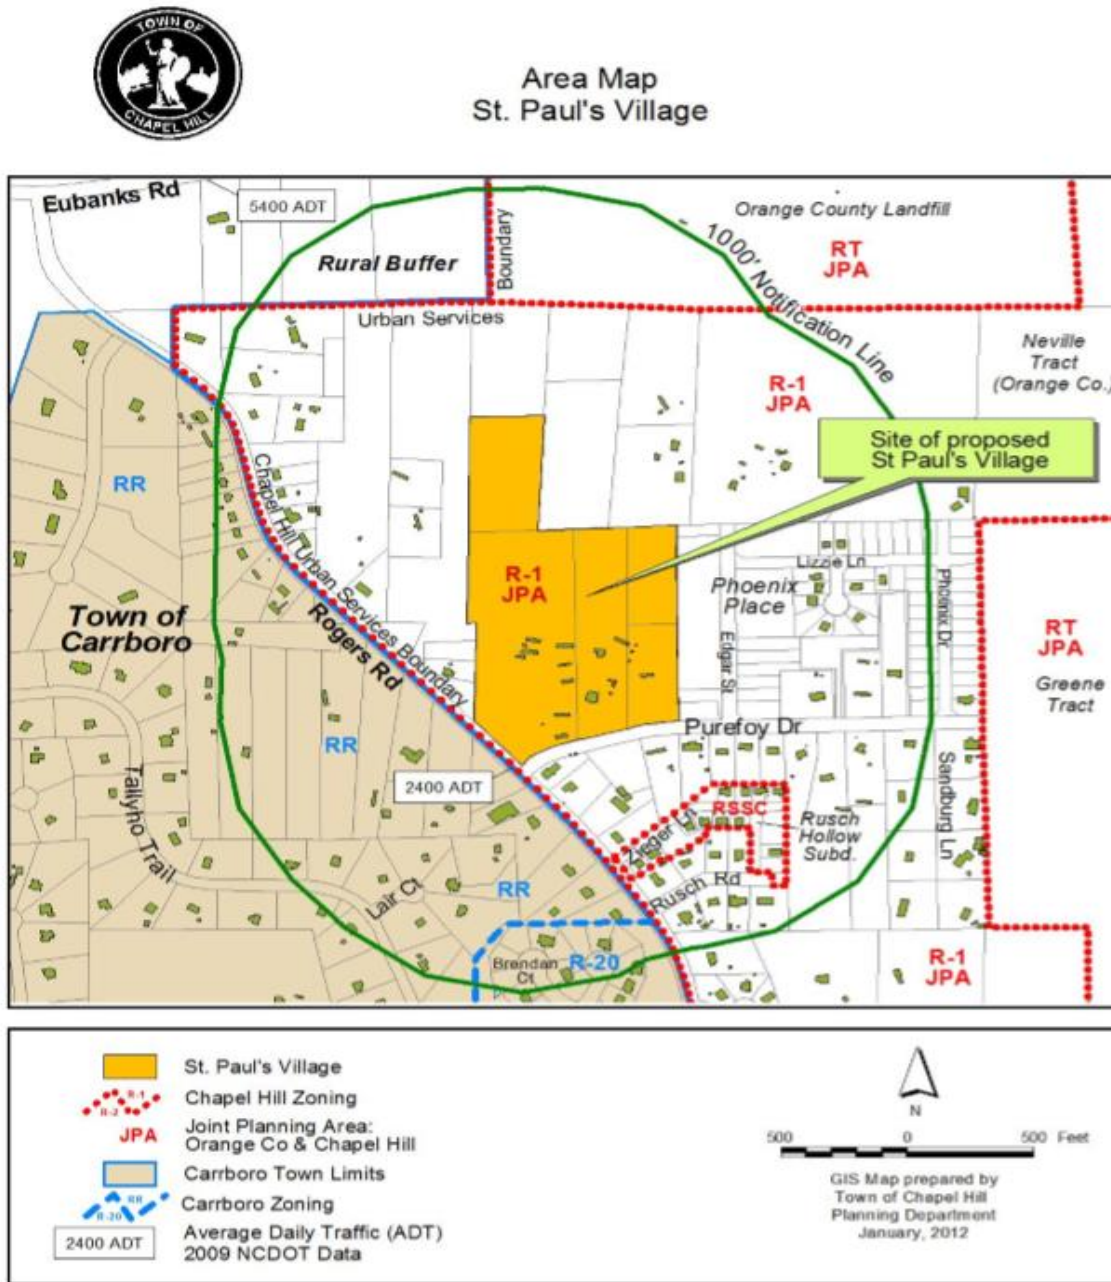 TOWN OF
CHAPEL HILL
Area Map
St. Paul's Village
Eubanks Rd
5400 ADT
Rural Buffer
Boundary
Orange County Landfill
RT
JPA
1000' Notification Line
Urban Services
Neville
Tract
(Orange Co.)
R-1
JPA
Site of proposed
St Paul's Village
RR
Chapel Hill Urban Services Boundary
Rogers Rd
R-1
JPA
Lizzie Ln
Phoenix
Place
Phoenix Dr
Edgar St
Town of
Carrboro
RT
JPA
Greene
Tract
Purefoy Dr
RR
2400 ADT
Tallyho Trail
RSSC
Zieger Ln
Rusch
Hollow
Subd.
Sandburg Ln
Rusch Rd
RR
Lair Ct
Brendan
Ct
R-20
R-1
JPA
St. Paul's Village
R-1
R-2
Chapel Hill Zoning
JPA
Joint Planning Area:
Orange Co & Chapel Hill
Carrboro Town Limits
RR
R-20
Carrboro Zoning
2400 ADT
Average Daily Traffic (ADT)
2009 NCDOT Data
N
500 0 500 Feet
GIS Map prepared by
Town of Chapel Hill
Planning Department
January, 2012